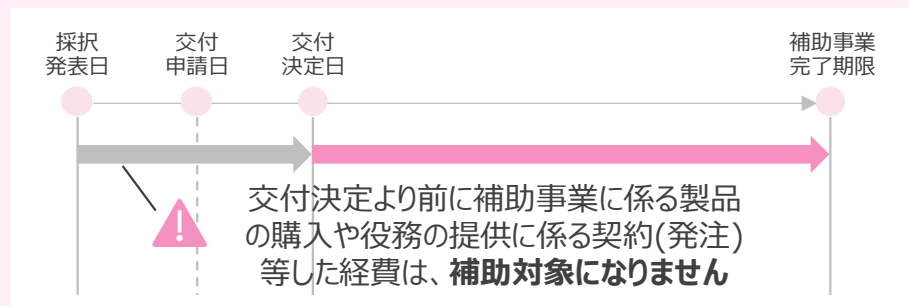 採択
発表日
交付
申請日
交付
決定日
補助事業
完了期限
交付決定より前に補助事業に係る製品
の購入や役務の提供に係る契約(発注)
等した経費は、補助対象になりません